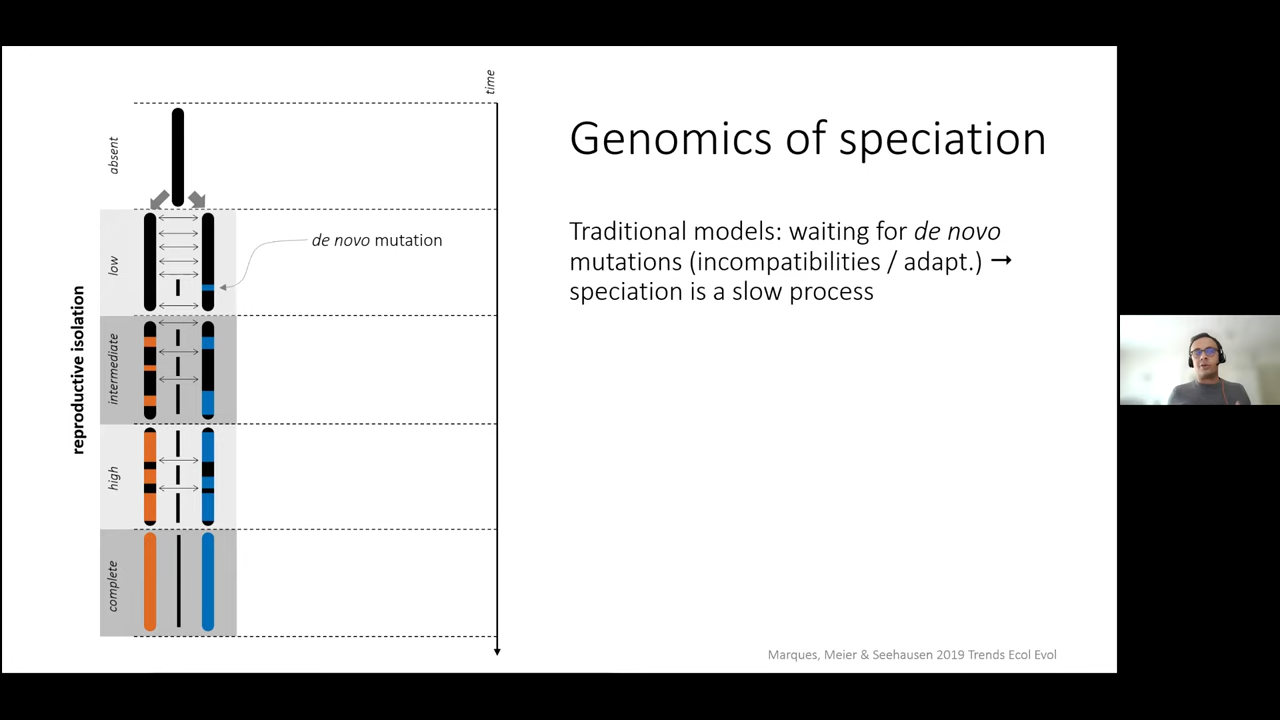 time
absent
low
intermediate
high
complete
reproductive isolation
de novo mutation
Genomics of speciation
Traditional models: waiting for de novo
mutations (incompatibilities / adapt.) ➞
speciation is a slow process
Marques, Meier & Seehausen 2019 Trends Ecol Evol